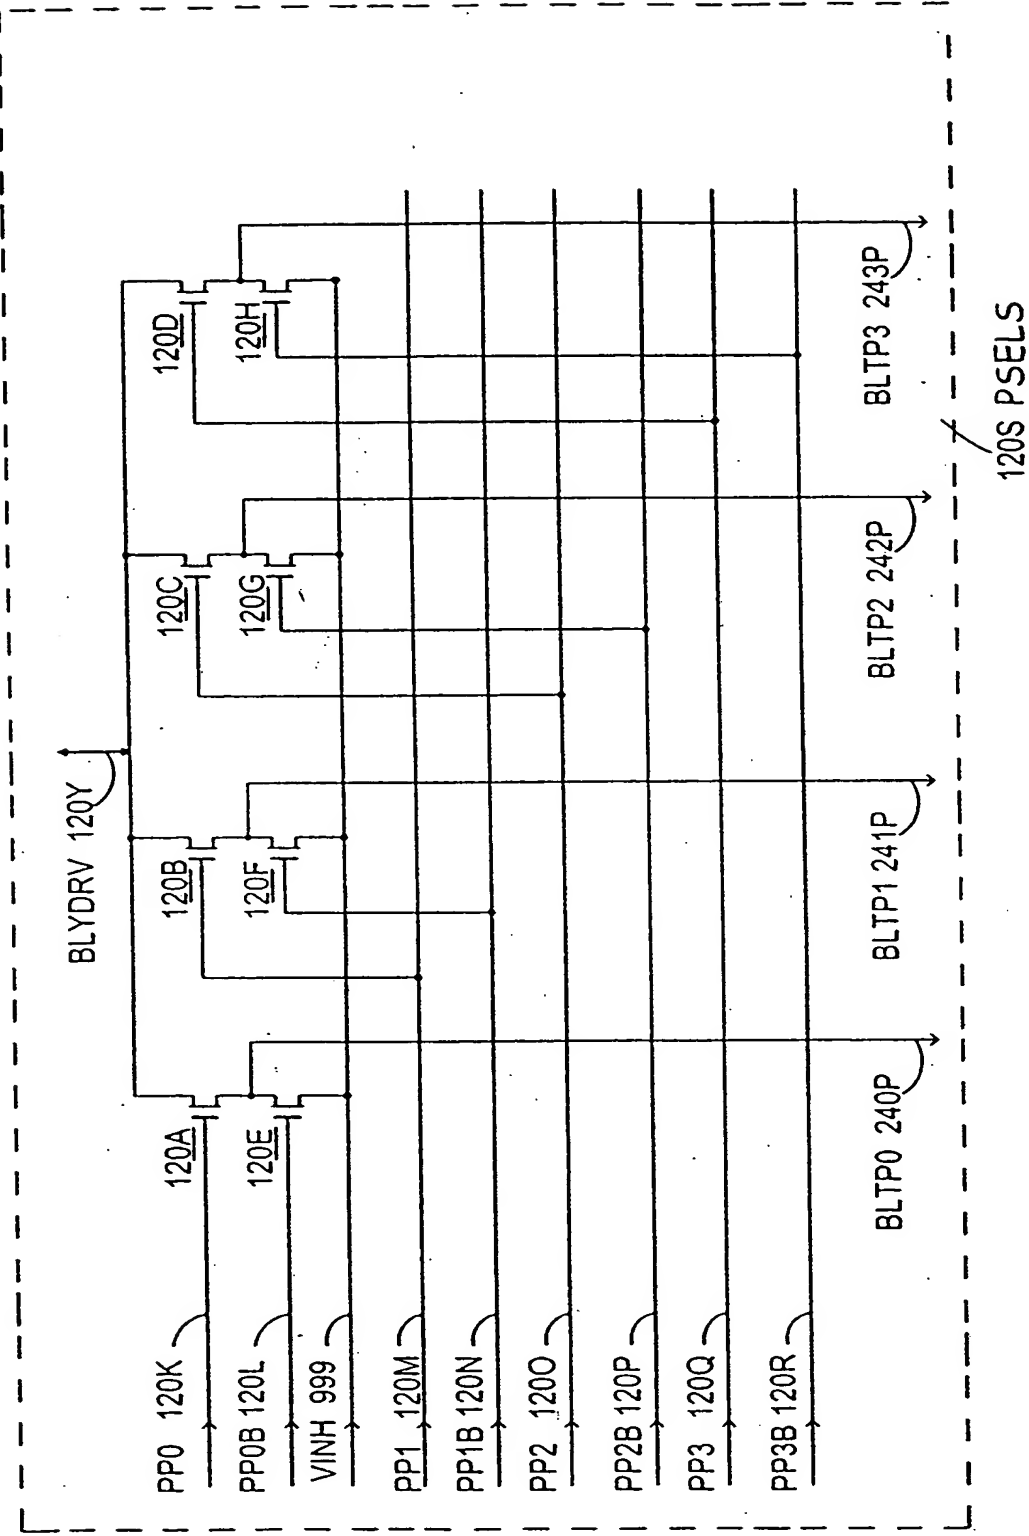 BLYDRV 120Y
120A
120B
120C
120D
120E
120F
120G
120H
PP0 120K
PP0B 120L
VINH 999
PP1 120M
PP1B 120N
PP2 120O
PP2B 120P
PP3 120Q
PP3B 120R
BLTP0 240P
BLTP1 241P
BLTP2 242P
BLTP3 243P
120S PSELS